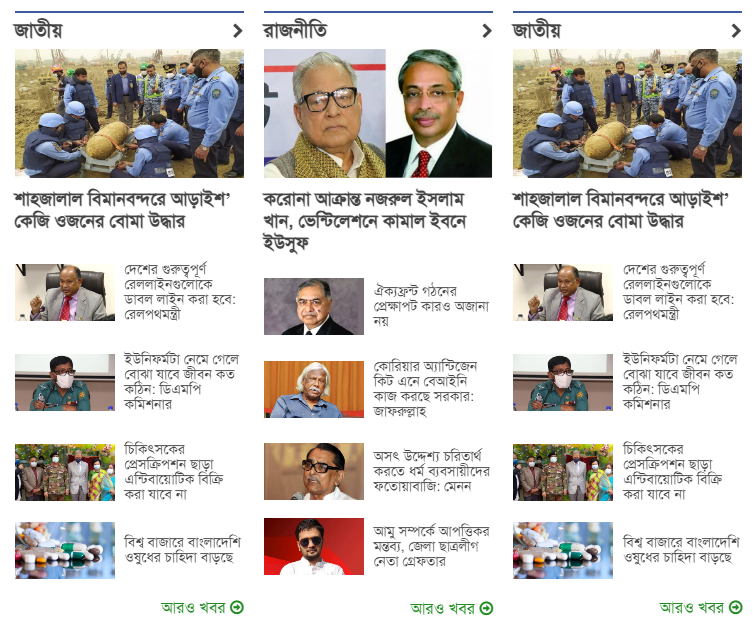 জাতীয়
শাহজালাল বিমানবন্দরে আড়াইশ’
কেজি ওজনের বোমা উদ্ধার
দেশের গুরুত্বপূর্ণ
রেললাইনগুলোকে
ডাবল লাইন করা হবে:
রেলপথমন্ত্রী
ইউনিফর্মটা নেমে গেলে
বোঝা যাবে জীবন কত
কঠিন: ডিএমপি
কমিশনার
চিকিৎসকের
প্রেসক্রিপশন ছাড়া
এন্টিবায়োটিক বিক্রি
করা যাবে না
বিশ্ব বাজারে বাংলাদেশি
ওষুধের চাহিদা বাড়ছে
আরও খবর
রাজনীতি
করোনা আক্রান্ত নজরুল ইসলাম
খান, ভেন্টিলেশনে কামাল ইবনে
ইউসুফ
ঐক্যফ্রন্ট গঠনের
প্রেক্ষাপট কারও অজানা
নয়
কোরিয়ার অ্যান্টিজেন
কিট এনে বেআইনি
কাজ করছে সরকার:
জাফরুল্লাহ
অসৎ উদ্দেশ্য চরিতার্থ
করতে ধর্ম ব্যবসায়ীদের
ফতোয়াবাজি: মেনন
আমু সম্পর্কে আপত্তিকর
মন্তব্য, জেলা ছাত্রলীগ
নেতা গ্রেফতার
আরও খবর
জাতীয়
শাহজালাল বিমানবন্দরে আড়াইশ’
কেজি ওজনের বোমা উদ্ধার
দেশের গুরুত্বপূর্ণ
রেললাইনগুলোকে
ডাবল লাইন করা হবে:
রেলপথমন্ত্রী
ইউনিফর্মটা নেমে গেলে
বোঝা যাবে জীবন কত
কঠিন: ডিএমপি
কমিশনার
চিকিৎসকের
প্রেসক্রিপশন ছাড়া
এন্টিবায়োটিক বিক্রি
করা যাবে না
বিশ্ব বাজারে বাংলাদেশি
ওষুধের চাহিদা বাড়ছে
আরও খবর